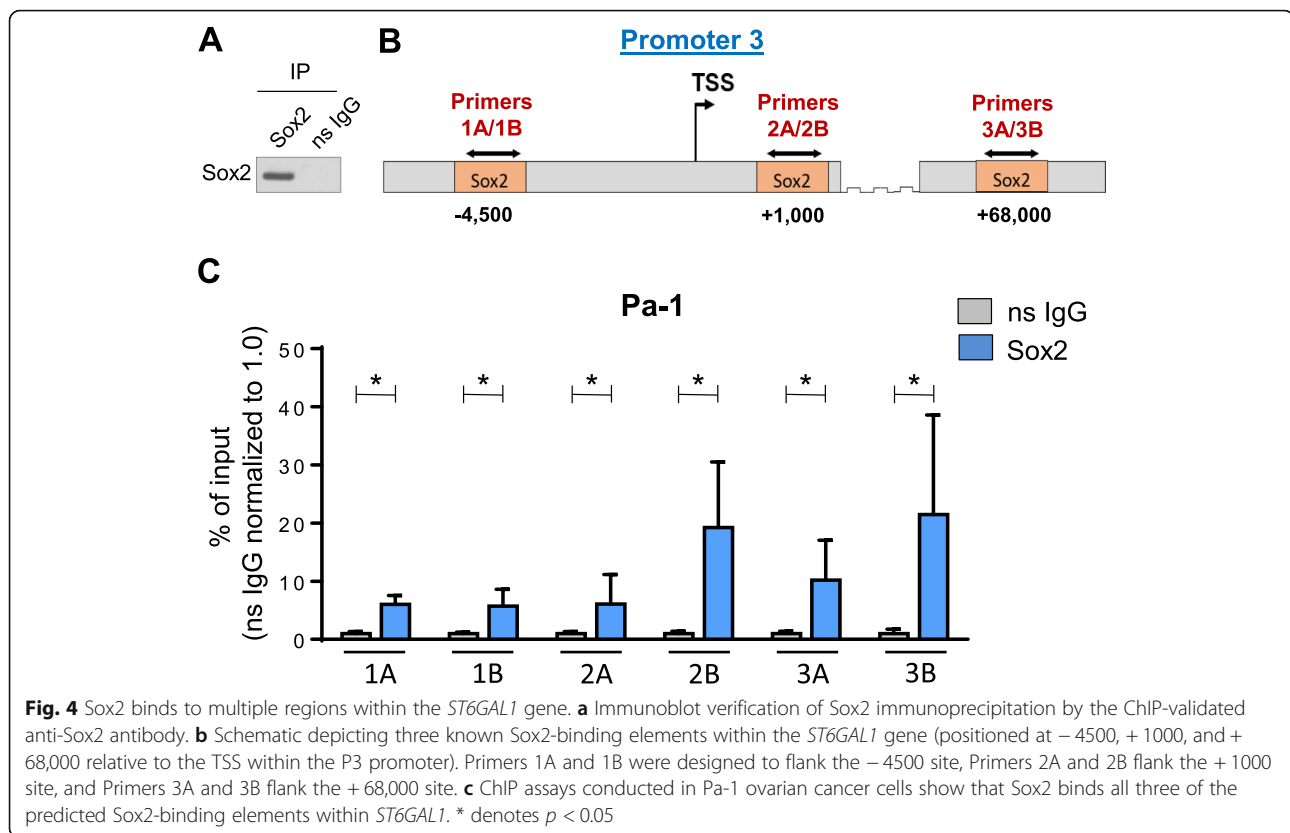 A
IP
Sox2
ns IgG
Sox2
B
Promoter 3
TSS
Primers
1A/1B
Primers
2A/2B
Primers
3A/3B
Sox2
Sox2
Sox2
-4,500
+1,000
+68,000
C
Pa-1
ns IgG
Sox2
% of input
(ns IgG normalized to 1.0)
50
40
30
20
10
0
* * * * * *
1A 1B 2A 2B 3A 3B
Fig. 4 Sox2 binds to multiple regions within the ST6GAL1 gene. a Immunoblot verification of Sox2 immunoprecipitation by the ChIP-validated
anti-Sox2 antibody. b Schematic depicting three known Sox2-binding elements within the ST6GAL1 gene (positioned at − 4500, + 1000, and +
68,000 relative to the TSS within the P3 promoter). Primers 1A and 1B were designed to flank the − 4500 site, Primers 2A and 2B flank the + 1000
site, and Primers 3A and 3B flank the + 68,000 site. c ChIP assays conducted in Pa-1 ovarian cancer cells show that Sox2 binds all three of the
predicted Sox2-binding elements within ST6GAL1. * denotes p < 0.05